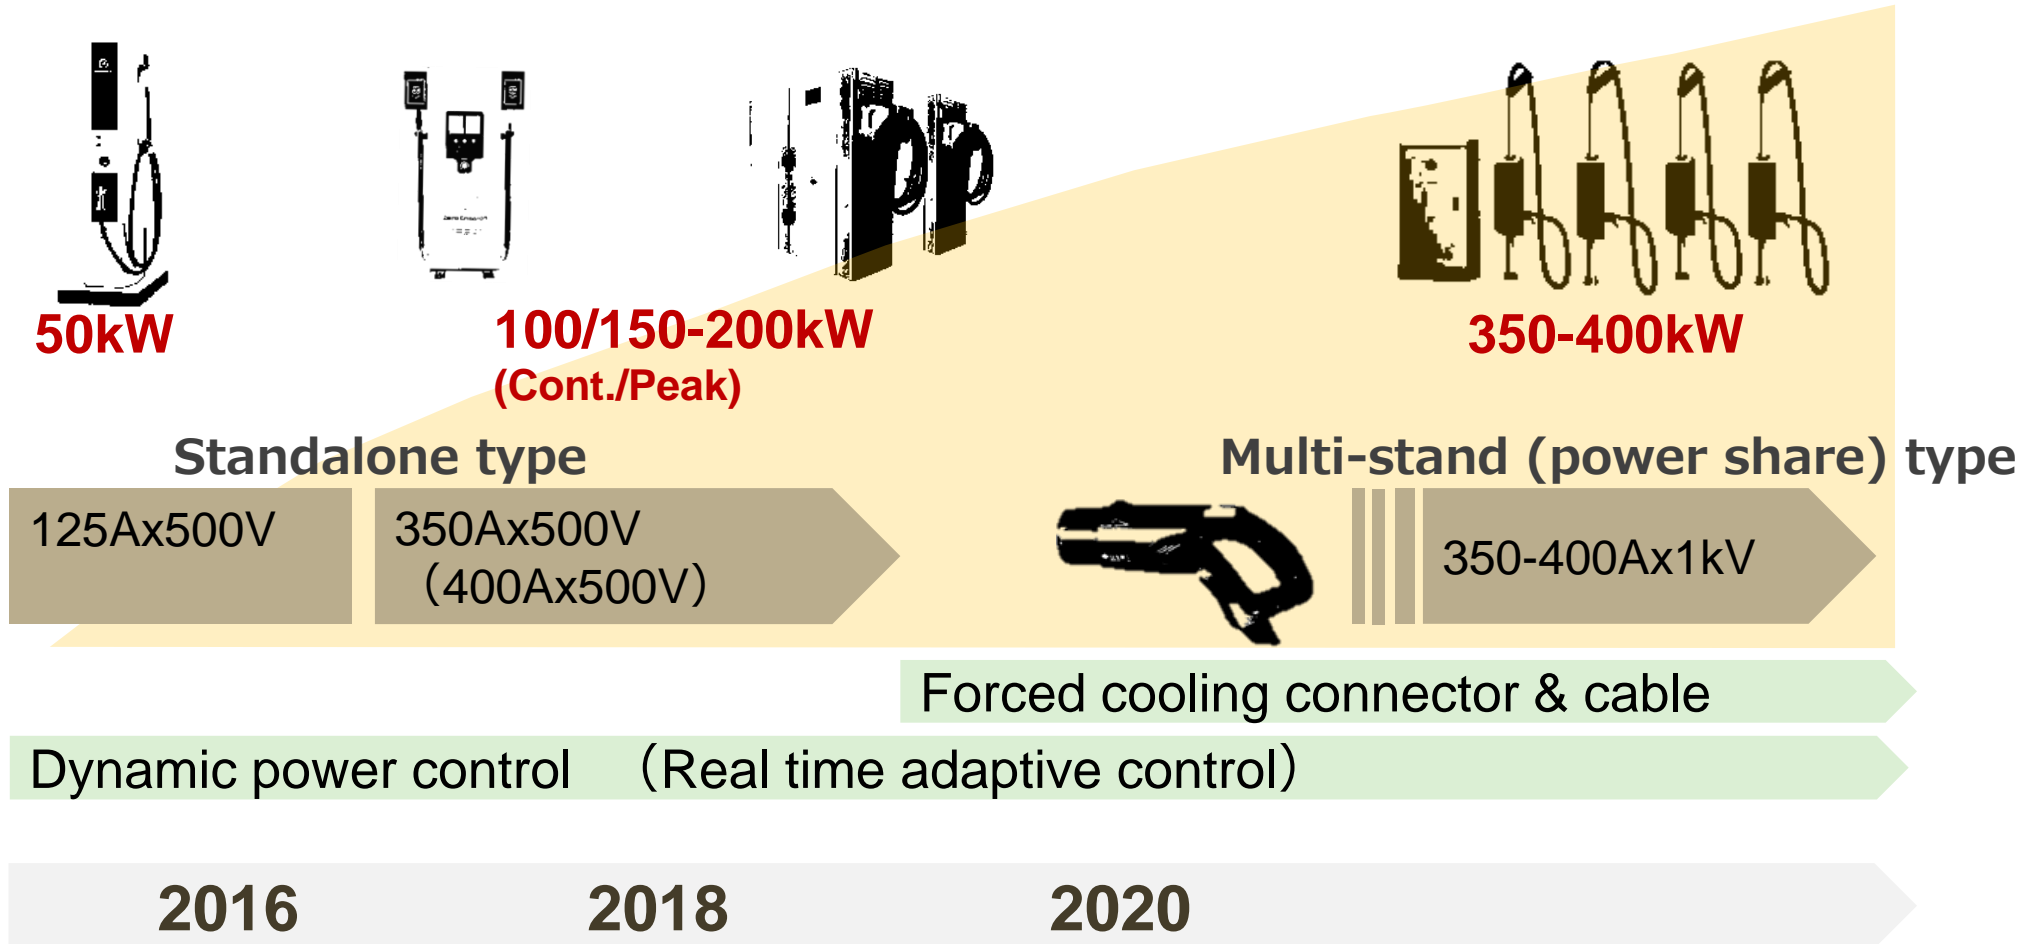 50kW
100/150-200kW
(Cont./Peak)
350-400kW
Standalone type
Multi-stand (power share) type
125Ax500V
350Ax500V
（400Ax500V）
350-400Ax1kV
Forced cooling connector & cable
Dynamic power control　（Real time adaptive control）
2016
2018
2020